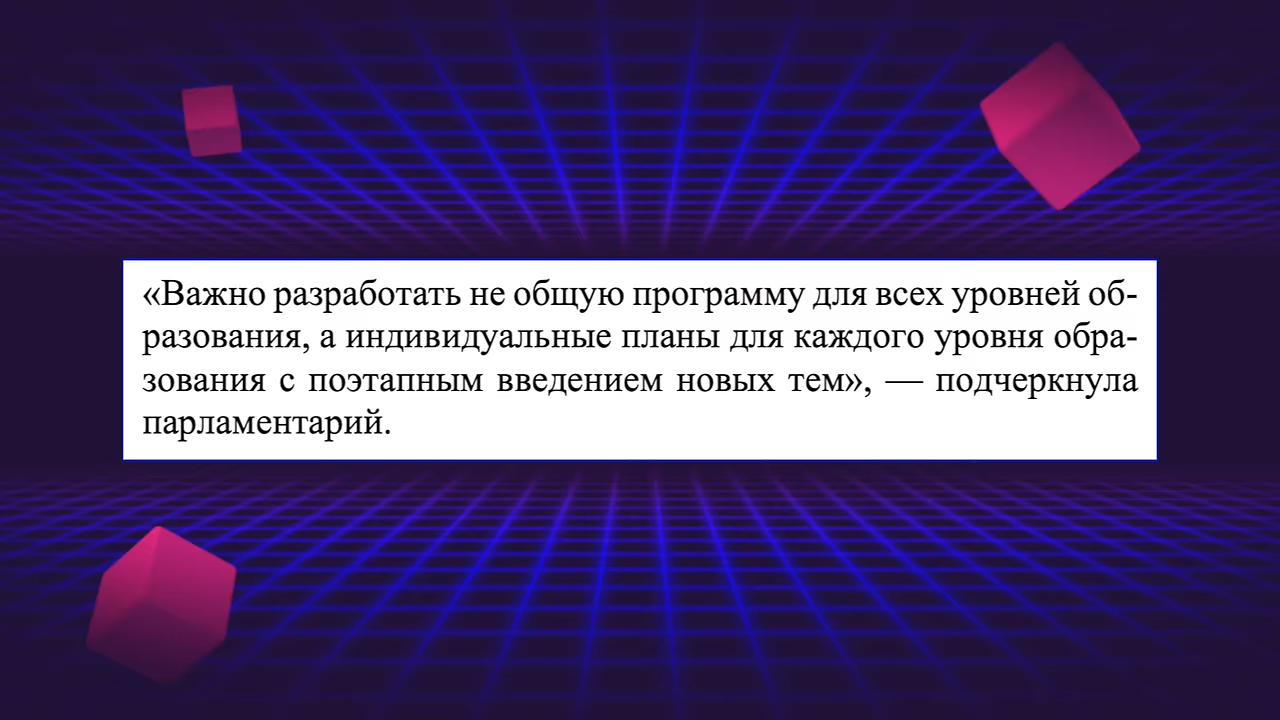 «Важно разработать не общую программу для всех уровней об-
разования, а индивидуальные планы для каждого уровня обра-
зования с поэтапным введением новых тем», — подчеркнула
парламентарий.